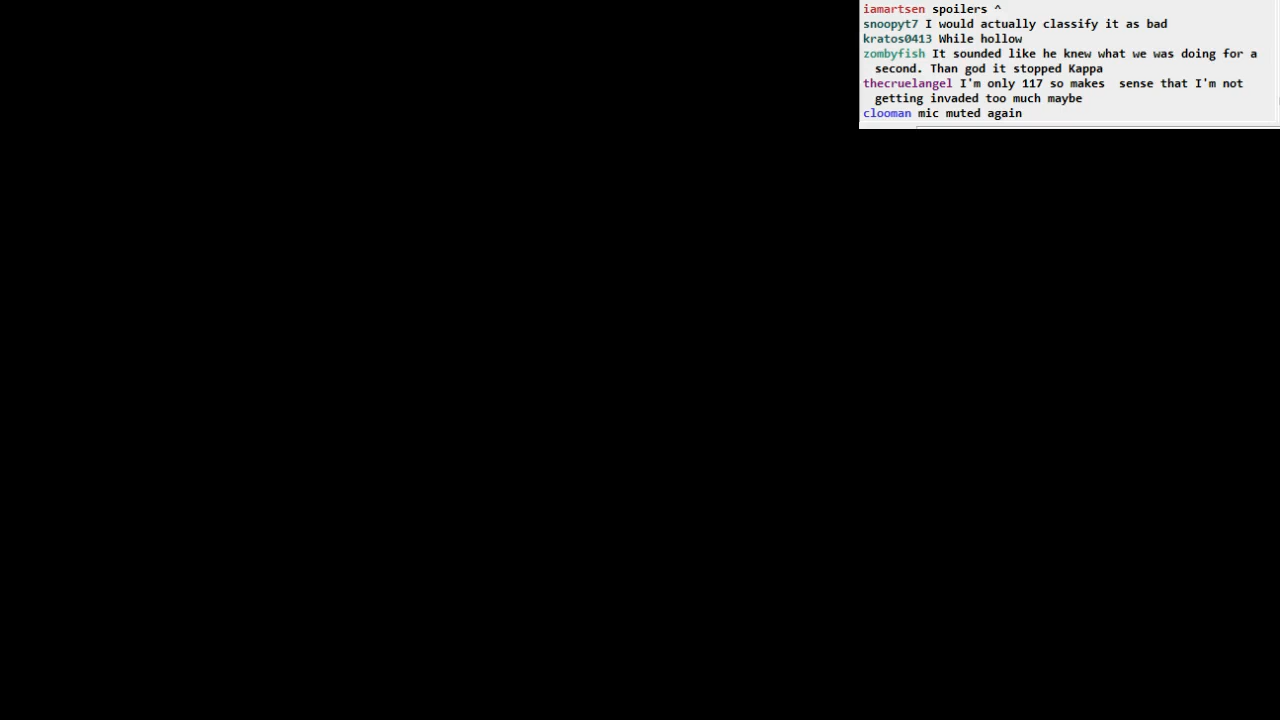 iamartsen spoilers ^
snoopyt7 I would actually classify it as bad
kratos0413 While hollow
zombyfish It sounded like he knew what we was doing for a
second. Than god it stopped Kappa
thecruelangel I'm only 117 so makes  sense that I'm not
getting invaded too much maybe
clooman mic muted again